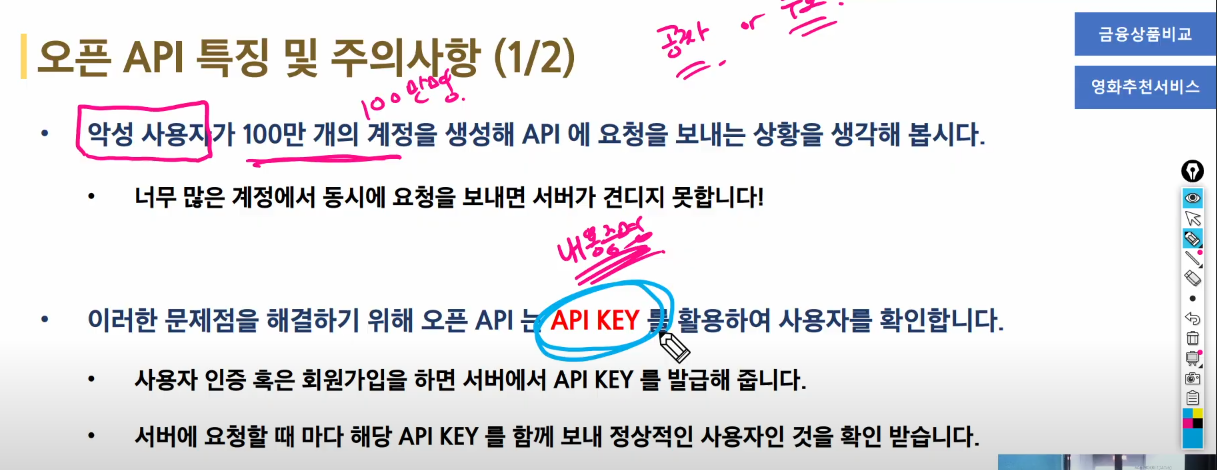 공짜 or 무료?
금융상품비교
오픈 API 특징 및 주의사항 (1/2)
영화추천서비스
100만명.
• 악성 사용자가 100만 개의 계정을 생성해 API 에 요청을 보내는 상황을 생각해 봅시다.
• 너무 많은 계정에서 동시에 요청을 보내면 서버가 견디지 못합니다!
내용증명
• 이러한 문제점을 해결하기 위해 오픈 API 는 API KEY 를 활용하여 사용자를 확인합니다.
• 사용자 인증 혹은 회원가입을 하면 서버에서 API KEY 를 발급해 줍니다.
• 서버에 요청할 때 마다 해당 API KEY 를 함께 보내 정상적인 사용자인 것을 확인 받습니다.